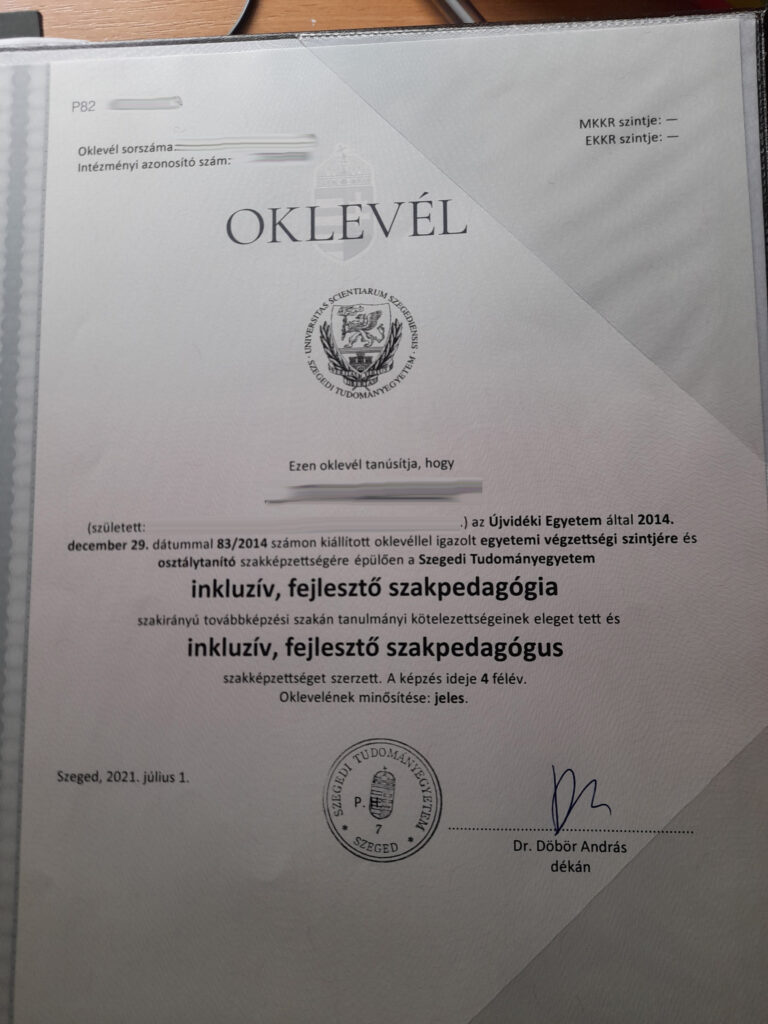 P82
MKKR szintje: —
EKKR szintje: —
Oklevél sorszáma:
Intézményi azonosító szám:
OKLEVÉL
UNIVERSITAS SCIENTIARUM SZEGEDIENSIS
SZEGEDI TUDOMÁNYEGYETEM
Ezen oklevél tanúsítja, hogy
(született: .) az Újvidéki Egyetem által 2014.
december 29. dátummal 83/2014 számon kiállított oklevéllel igazolt egyetemi végzettségi szintjére és
osztálytanító szakképzettségére épülően a Szegedi Tudományegyetem
inkluzív, fejlesztő szakpedagógia
szakirányú továbbképzési szakán tanulmányi kötelezettségeinek eleget tett és
inkluzív, fejlesztő szakpedagógus
szakképzettséget szerzett. A képzés ideje 4 félév.
Oklevelének minősítése: jeles.
Szeged, 2021. július 1.
SZEGEDI TUDOMÁNYEGYETEM
P. H.
7
* SZEGED *
Dr. Döbör András
dékán